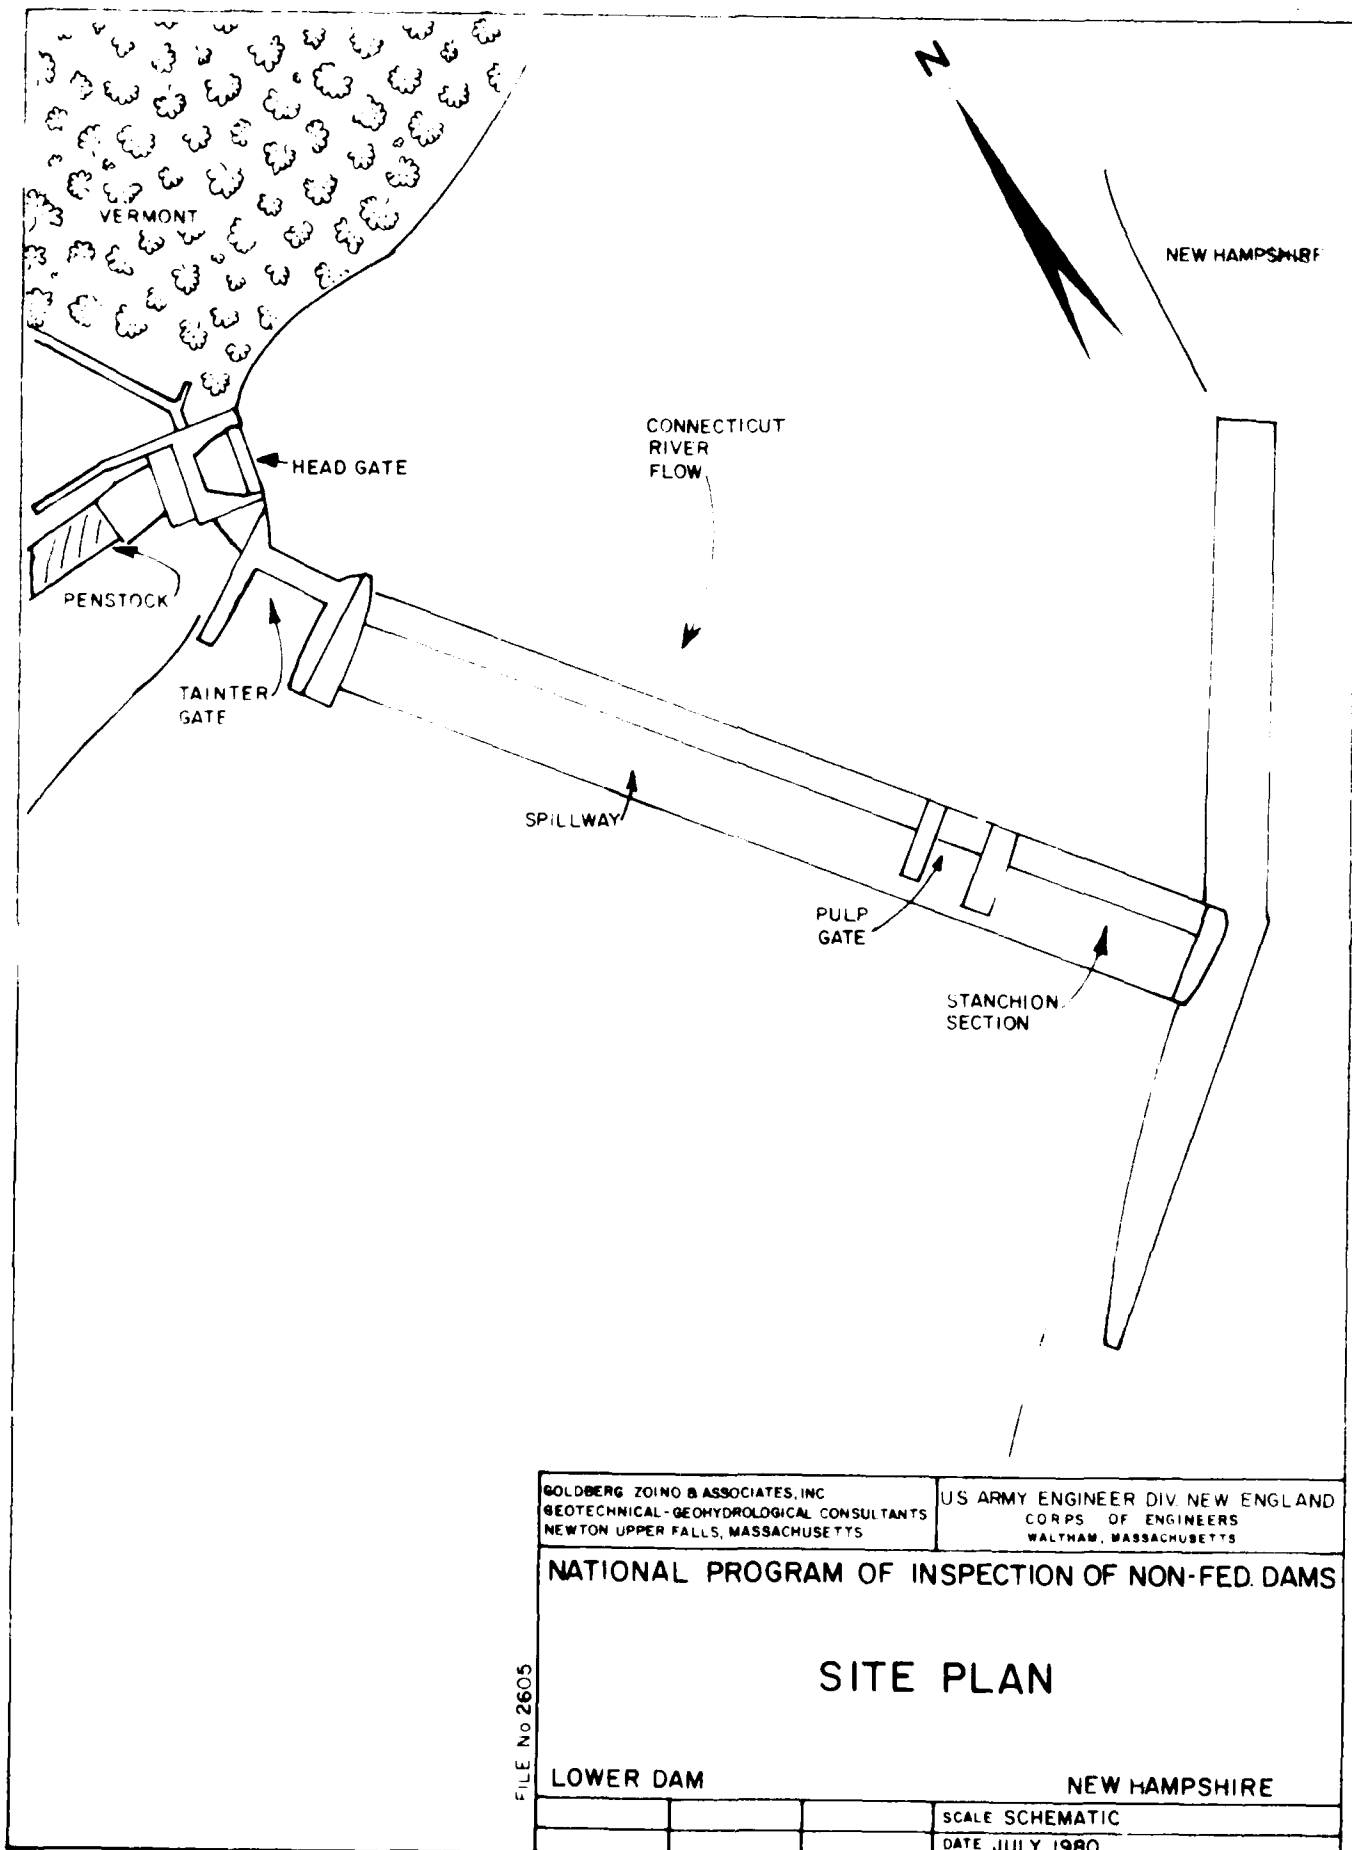 N
VERMONT
NEW HAMPSHIRE
CONNECTICUT
RIVER
FLOW
HEAD GATE
PENSTOCK
TAINTER
GATE
SPILLWAY
PULP
GATE
STANCHION
SECTION
GOLDBERG ZOINO & ASSOCIATES, INC
GEOTECHNICAL-GEOHYDROLOGICAL CONSULTANTS
NEWTON UPPER FALLS, MASSACHUSETTS
US ARMY ENGINEER DIV. NEW ENGLAND
CORPS OF ENGINEERS
WALTHAM, MASSACHUSETTS
NATIONAL PROGRAM OF INSPECTION OF NON-FED. DAMS
SITE PLAN
FILE No 2605
LOWER DAM
NEW HAMPSHIRE
SCALE SCHEMATIC
DATE JULY 1980